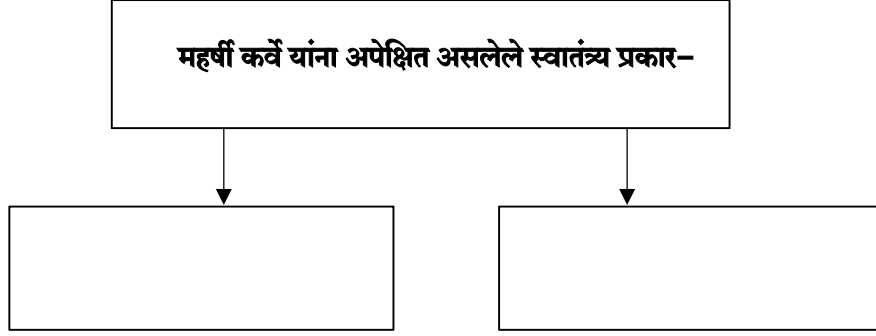 महर्षी कर्वे यांना अपेक्षित असलेले स्वातंत्र्य प्रकार–